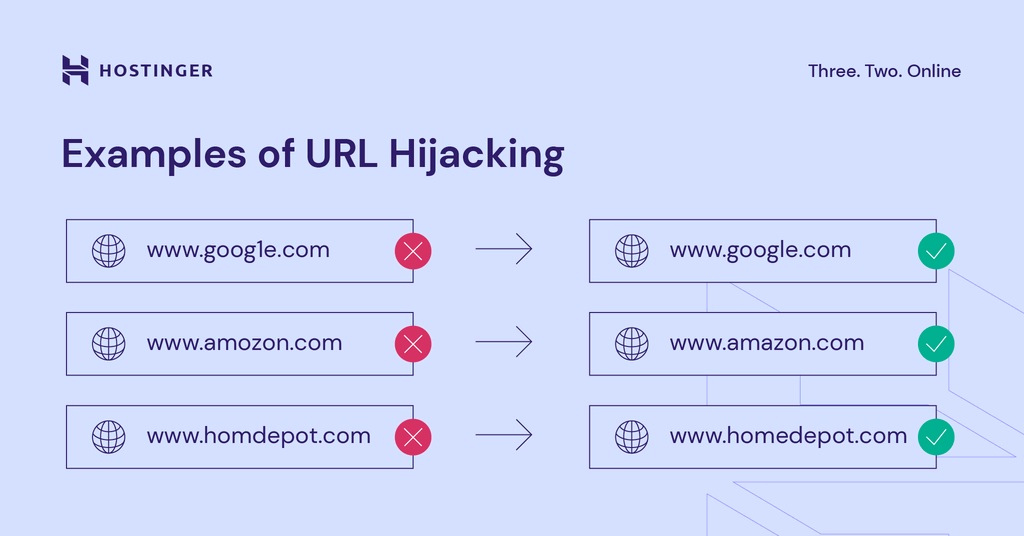 HOSTINGER
Three. Two. Online
Examples of URL Hijacking
www.goog1e.com
www.google.com
www.amozon.com
www.amazon.com
www.homdepot.com
www.homedepot.com